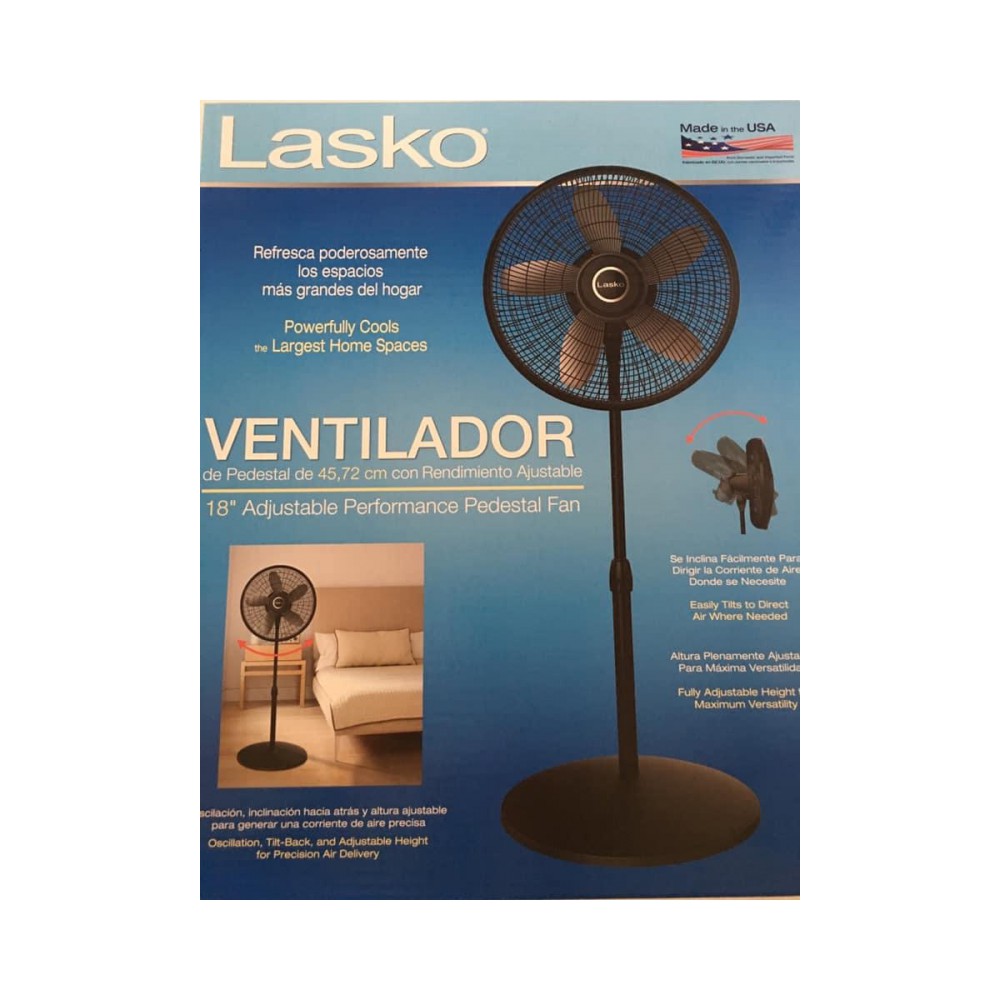 Lasko®
Made in the USA
Refresca poderosamente
los espacios
más grandes del hogar
Powerfully Cools
the Largest Home Spaces
Lasko
VENTILADOR
de Pedestal de 45,72 cm con Rendimiento Ajustable
18" Adjustable Performance Pedestal Fan
Se Inclina Fácilmente Para
Dirigir la Corriente de Aire
Donde se Necesite
Easily Tilts to Direct
Air Where Needed
Altura Plenamente Ajusta
Para Máxima Versatilida
Fully Adjustable Height
Maximum Versatility
scilación, inclinación hacia atrás y altura ajustable
para generar una corriente de aire precisa
Oscillation, Tilt-Back, and Adjustable Height
for Precision Air Delivery